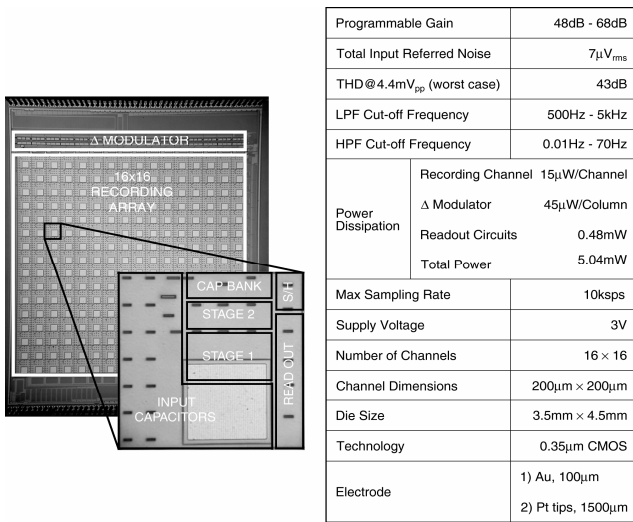 Δ MODULATOR
16x16
RECORDING
ARRAY
CAP BANK
S/H
STAGE 2
STAGE 1
READ OUT
INPUT
CAPACITORS
Programmable Gain 48dB - 68dB
Total Input Referred Noise 7μVrms
THD@4.4mVpp (worst case) 43dB
LPF Cut-off Frequency 500Hz - 5kHz
HPF Cut-off Frequency 0.01Hz - 70Hz
Power Dissipation
Recording Channel 15μW/Channel
Δ Modulator 45μW/Column
Readout Circuits 0.48mW
Total Power 5.04mW
Max Sampling Rate 10ksps
Supply Voltage 3V
Number of Channels 16 × 16
Channel Dimensions 200μm × 200μm
Die Size 3.5mm × 4.5mm
Technology 0.35μm CMOS
Electrode
1) Au, 100μm
2) Pt tips, 1500μm